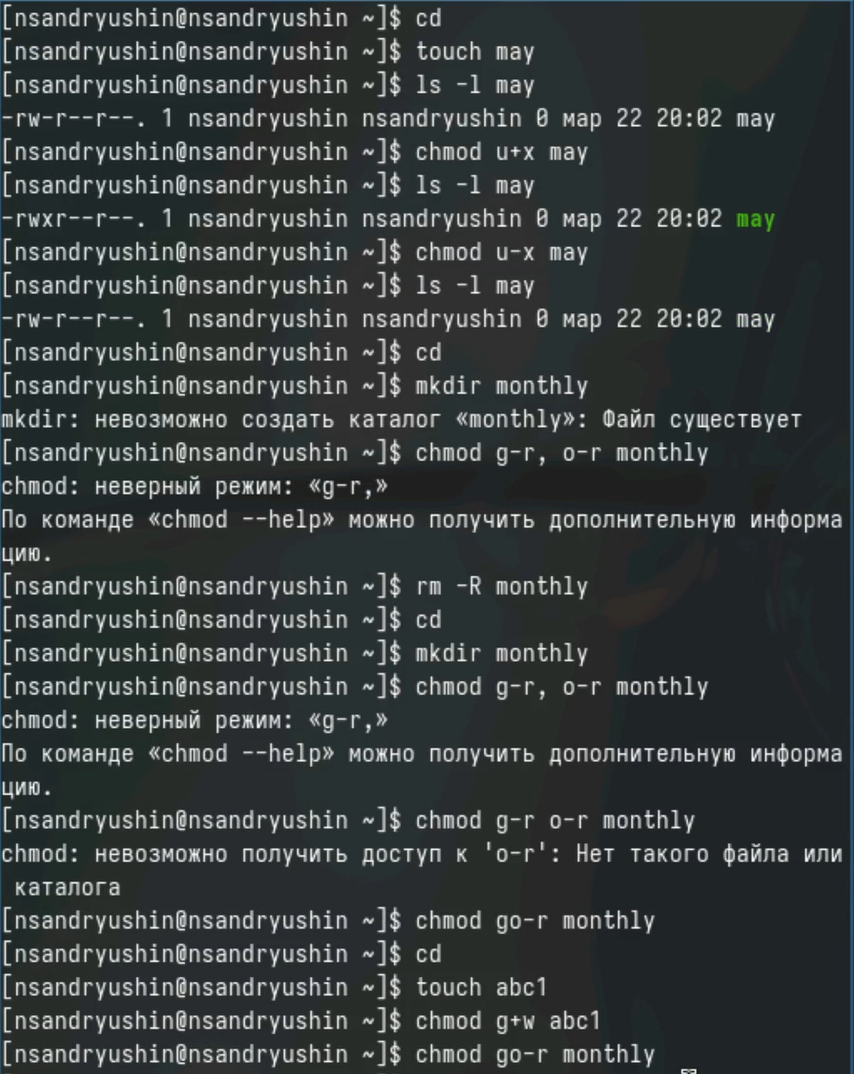 [nsandryushin@nsandryushin ~]$ cd
[nsandryushin@nsandryushin ~]$ touch may
[nsandryushin@nsandryushin ~]$ ls -l may
-rw-r--r--. 1 nsandryushin nsandryushin 0 мар 22 20:02 may
[nsandryushin@nsandryushin ~]$ chmod u+x may
[nsandryushin@nsandryushin ~]$ ls -l may
-rwxr--r--. 1 nsandryushin nsandryushin 0 мар 22 20:02 may
[nsandryushin@nsandryushin ~]$ chmod u-x may
[nsandryushin@nsandryushin ~]$ ls -l may
-rw-r--r--. 1 nsandryushin nsandryushin 0 мар 22 20:02 may
[nsandryushin@nsandryushin ~]$ cd
[nsandryushin@nsandryushin ~]$ mkdir monthly
mkdir: невозможно создать каталог «monthly»: Файл существует
[nsandryushin@nsandryushin ~]$ chmod g-r, o-r monthly
chmod: неверный режим: «g-r,»
По команде «chmod --help» можно получить дополнительную информа
цию.
[nsandryushin@nsandryushin ~]$ rm -R monthly
[nsandryushin@nsandryushin ~]$ cd
[nsandryushin@nsandryushin ~]$ mkdir monthly
[nsandryushin@nsandryushin ~]$ chmod g-r, o-r monthly
chmod: неверный режим: «g-r,»
По команде «chmod --help» можно получить дополнительную информа
цию.
[nsandryushin@nsandryushin ~]$ chmod g-r o-r monthly
chmod: невозможно получить доступ к 'o-r': Нет такого файла или
каталога
[nsandryushin@nsandryushin ~]$ chmod go-r monthly
[nsandryushin@nsandryushin ~]$ cd
[nsandryushin@nsandryushin ~]$ touch abc1
[nsandryushin@nsandryushin ~]$ chmod g+w abc1
[nsandryushin@nsandryushin ~]$ chmod go-r monthly